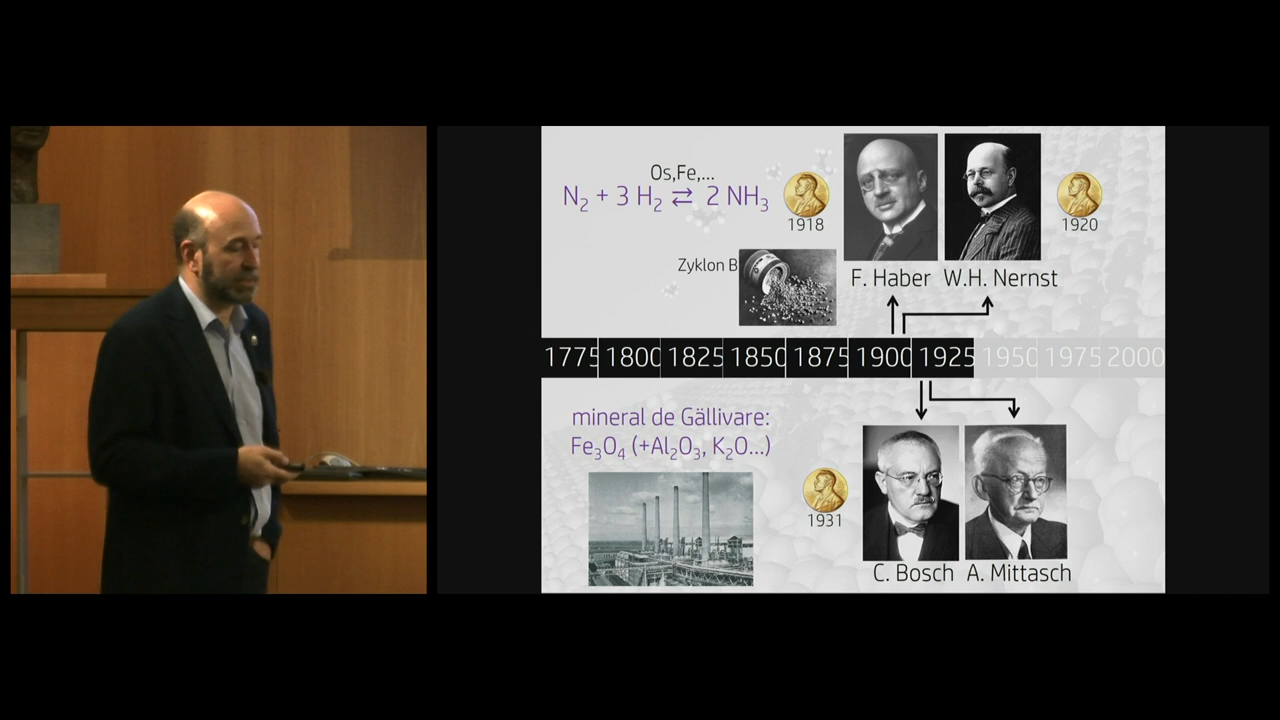 Os,Fe,...
N₂ + 3 H₂ ⇄ 2 NH₃
1918
1920
Zyklon B
F. Haber
W.H. Nernst
1775 1800 1825 1850 1875 1900 1925 1950 1975 2000
mineral de Gällivare:
Fe₃O₄ (+Al₂O₃, K₂O...)
1931
C. Bosch
A. Mittasch